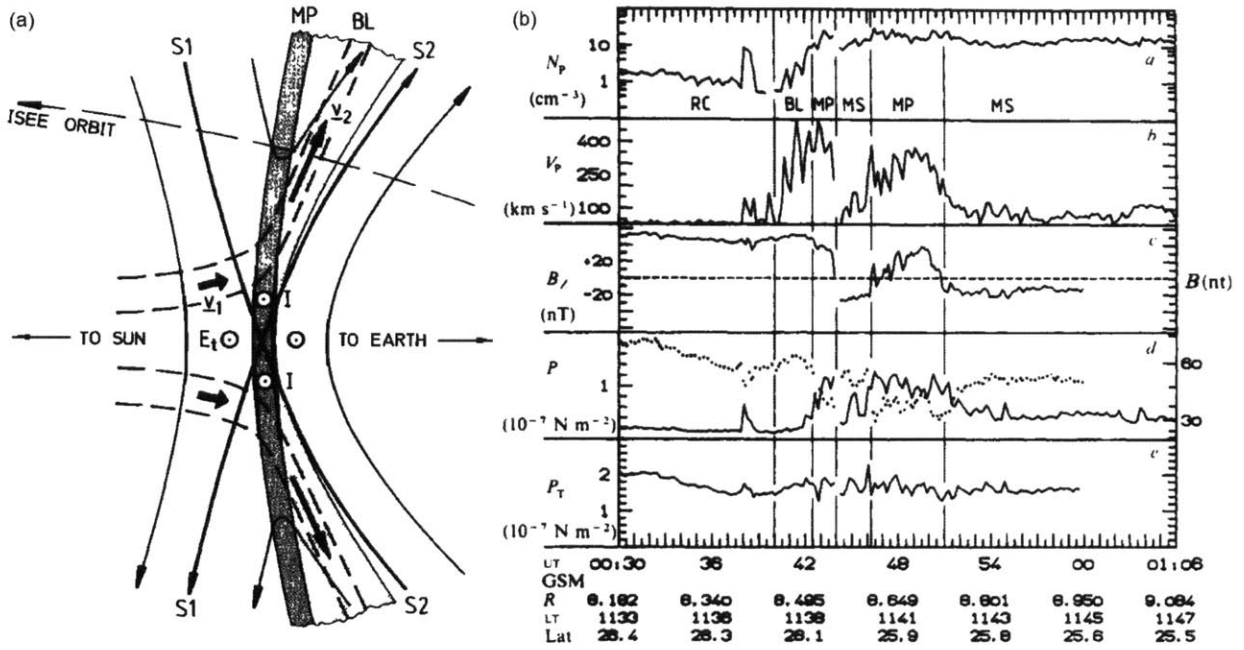 (a)
MP
BL
S1
S2
ISEE ORBIT
v2
v1
I
TO SUN
Et
TO EARTH
I
S1
S2
(b)
10
Np
1
(cm⁻³)
a
RC
BL
MP
MS
MP
MS
400
Vp
250
(km s⁻¹)
100
b
+20
B/
-20
(nT)
c
B(nt)
P
1
(10⁻⁷ N m⁻²)
d
60
30
2
PT
1
(10⁻⁷ N m⁻²)
e
UT 00:30 36 42 48 54 00 01:06
GSM
R 8.162 8.340 8.495 8.649 8.801 8.950 9.084
LT 1133 1136 1138 1141 1143 1145 1147
Lat 26.4 26.3 26.1 25.9 25.8 25.6 25.5